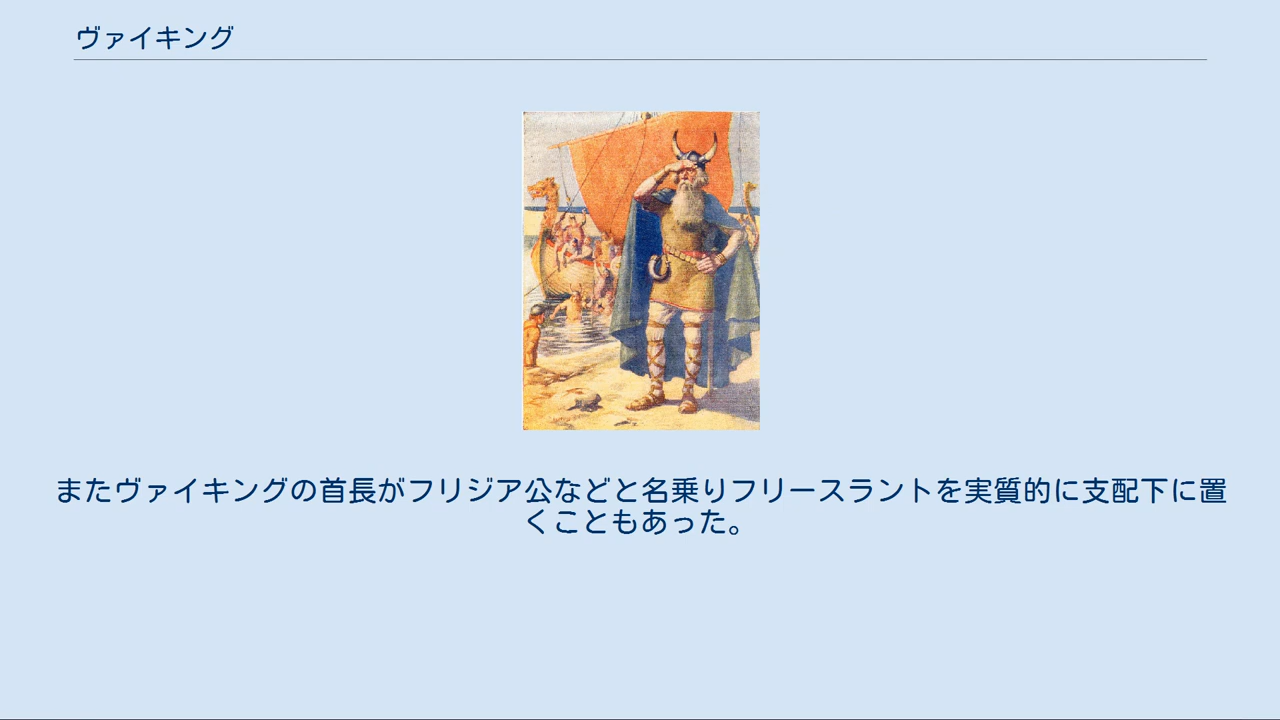 ヴァイキング
またヴァイキングの首長がフリジア公などと名乗りフリースラントを実質的に支配下に置
くこともあった。